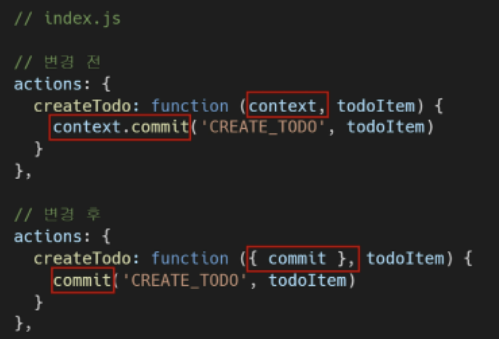 // index.js
// 변경 전
actions: {
createTodo: function (context, todoItem) {
context.commit('CREATE_TODO', todoItem)
}
},
// 변경 후
actions: {
createTodo: function ({ commit }, todoItem) {
commit('CREATE_TODO', todoItem)
}
},